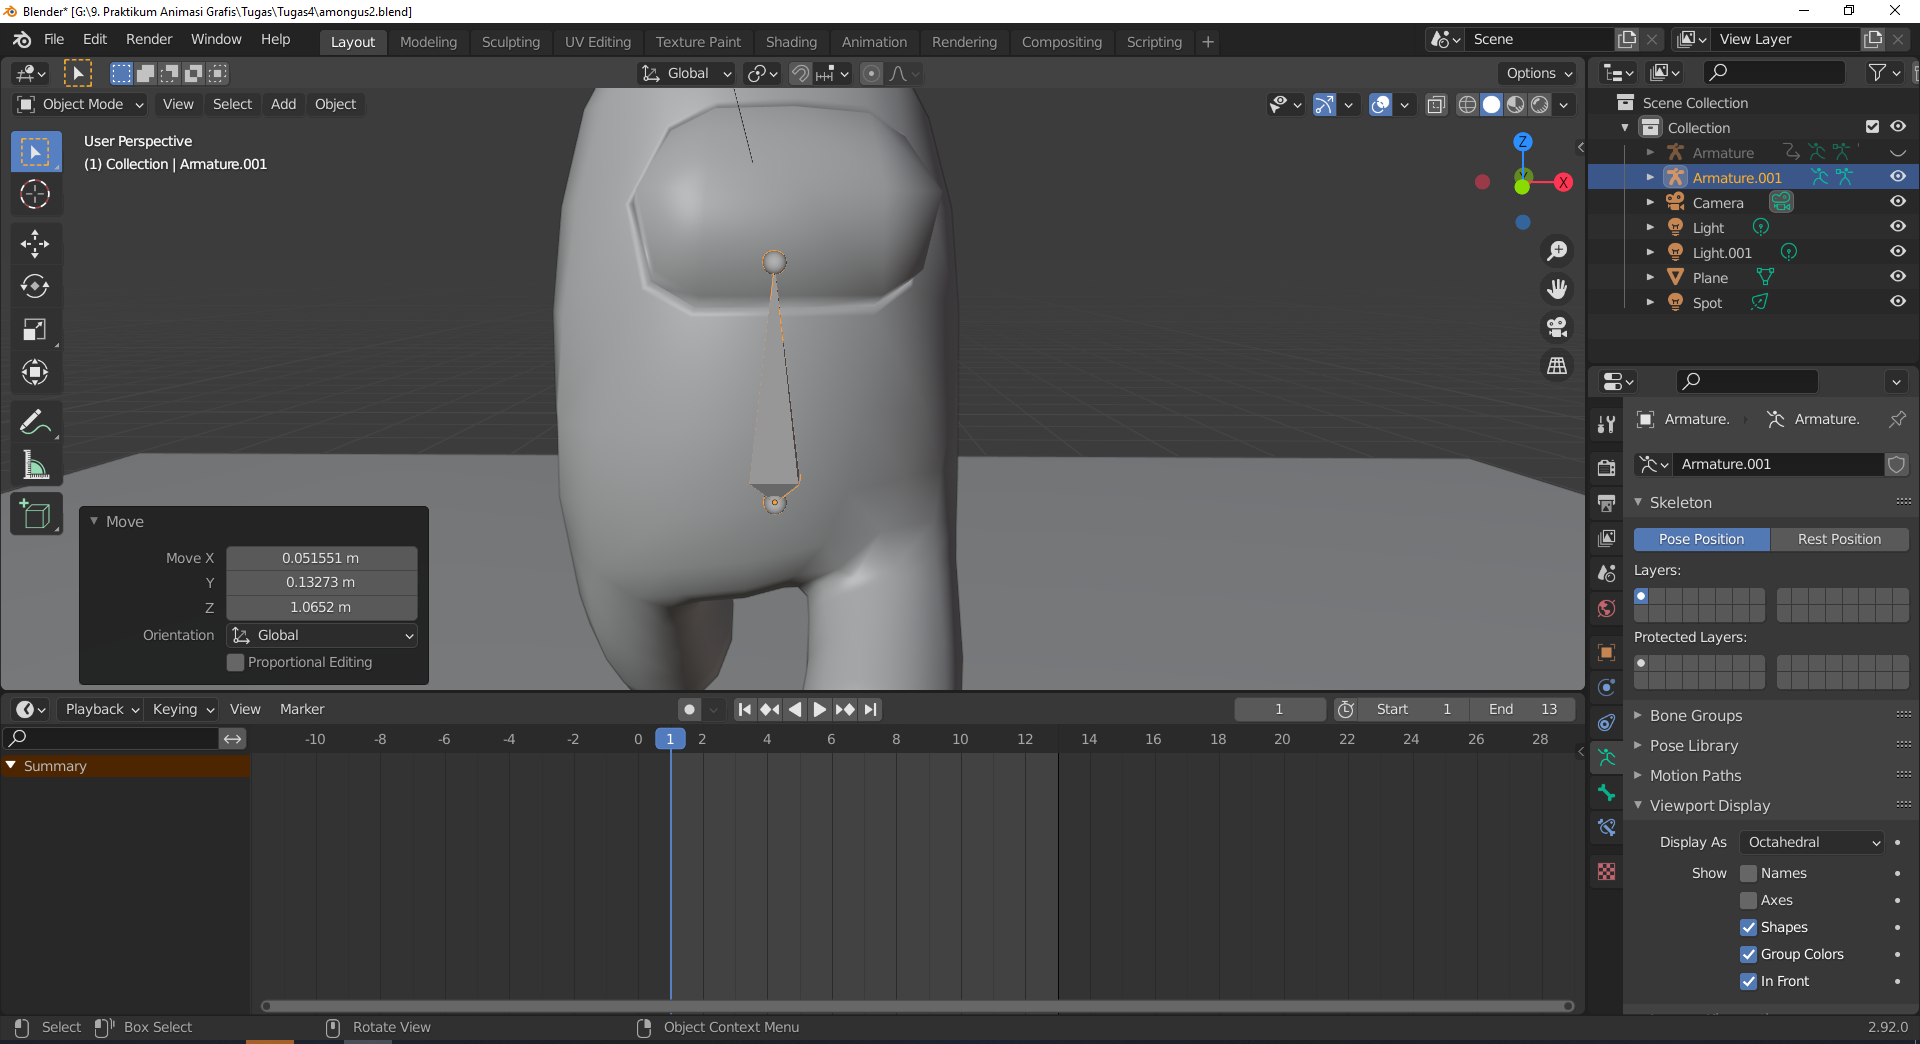 Blender* [G:\9. Praktikum Animasi Grafis\Tugas\Tugas4\amongus2.blend]
File Edit Render Window Help Layout Modeling Sculpting UV Editing Texture Paint Shading Animation Rendering Compositing Scripting + Scene View Layer
Global Options
Object Mode View Select Add Object
User Perspective
(1) Collection | Armature.001
Z
Y
X
Scene Collection
Collection
Armature
Armature.001
Camera
Light
Light.001
Plane
Spot
Armature. Armature.
Armature.001
Skeleton
Pose Position Rest Position
Layers:
Protected Layers:
Bone Groups
Pose Library
Motion Paths
Viewport Display
Display As Octahedral
Show Names
Axes
Shapes
Group Colors
In Front
Move
Move X 0.051551 m
Y 0.13273 m
Z 1.0652 m
Orientation Global
Proportional Editing
Playback Keying View Marker 1 Start 1 End 13
-10 -8 -6 -4 -2 0 1 2 4 6 8 10 12 14 16 18 20 22 24 26 28
Summary
Select Box Select Rotate View Object Context Menu 2.92.0